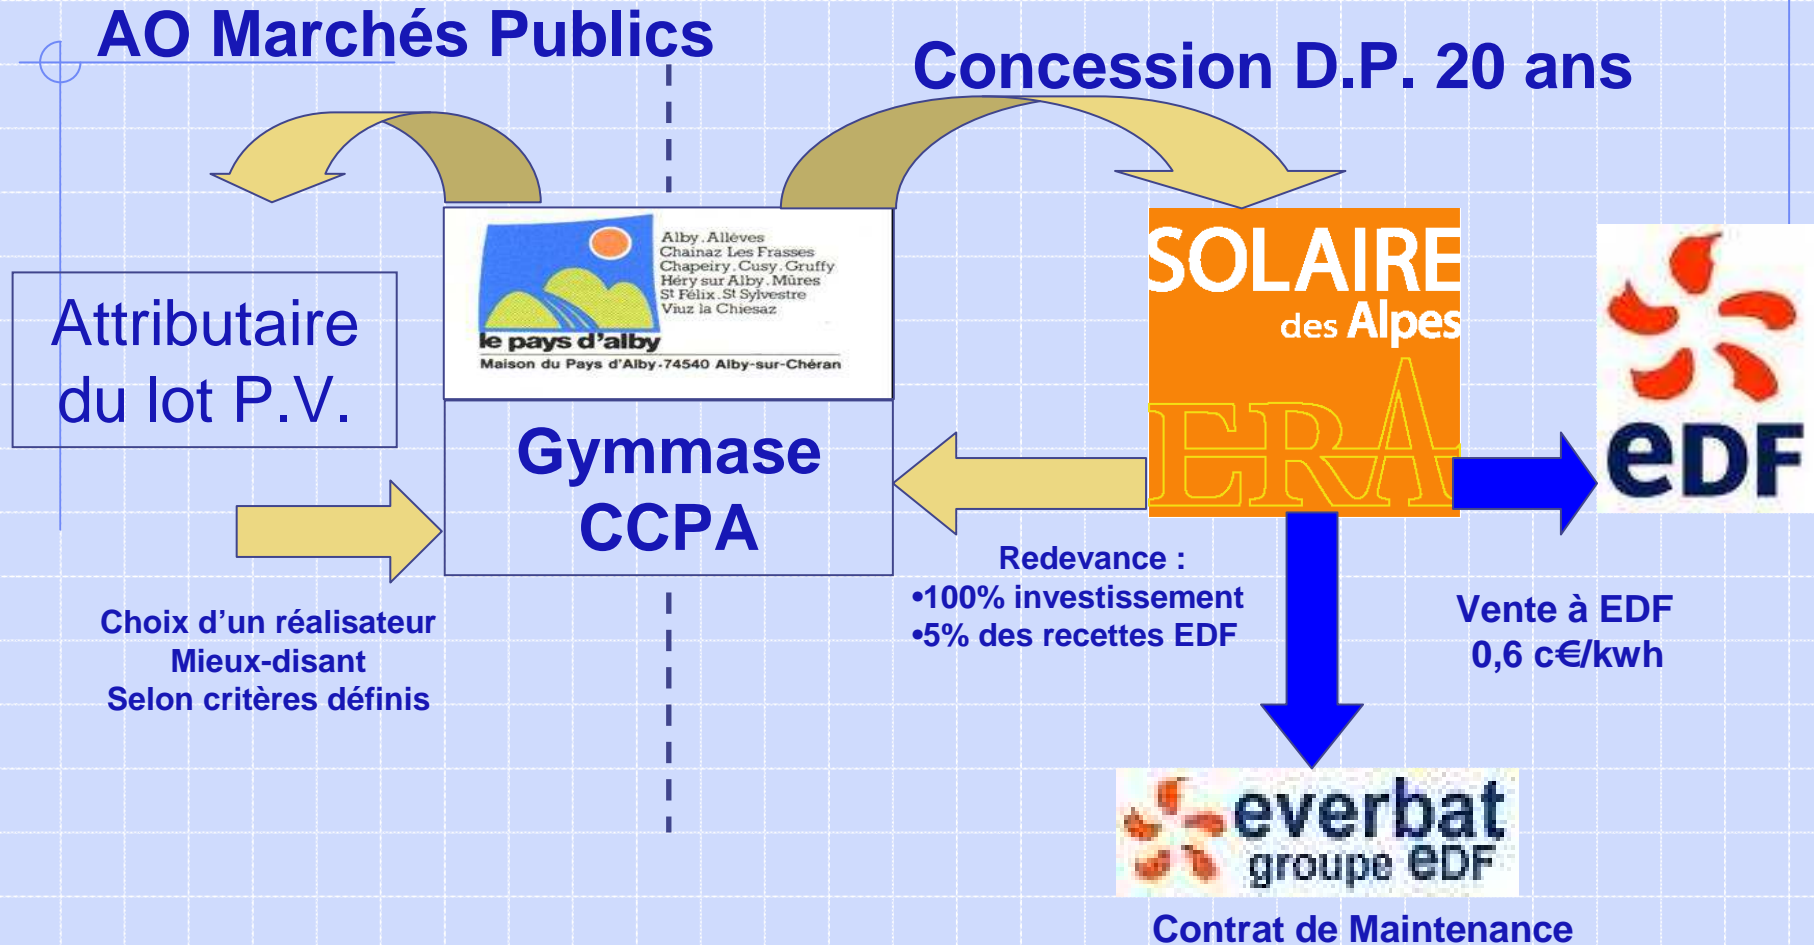 AO Marchés Publics
Concession D.P. 20 ans
Attributaire
du lot P.V.
Alby . Allèves
Chainaz Les Frasses
Chapeiry . Cusy . Gruffy
Héry sur Alby . Mûres
St Félix . St Sylvestre
Viuz la Chiesaz
le pays d'alby
Maison du Pays d'Alby . 74540 Alby-sur-Chéran
Gymmase
CCPA
SOLAIRE
des Alpes
ERA
eDF
Choix d’un réalisateur
Mieux-disant
Selon critères définis
Redevance :
•100% investissement
•5% des recettes EDF
Vente à EDF
0,6 c€/kwh
everbat
groupe eDF
Contrat de Maintenance